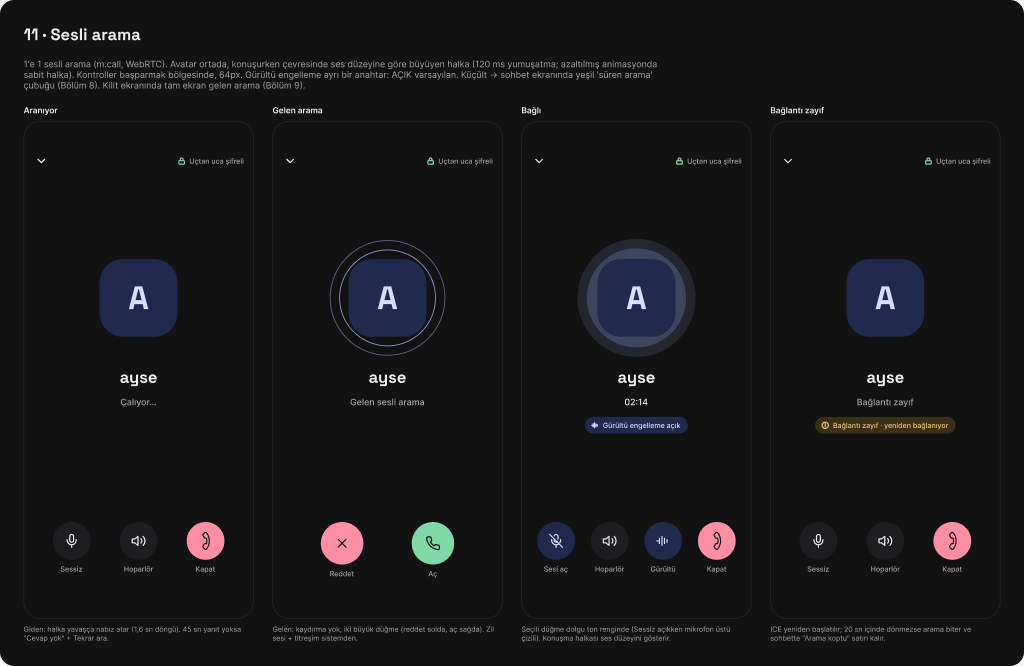 11 · Sesli arama
1'e 1 sesli arama (m.call, WebRTC). Avatar ortada, konuşurken çevresinde ses düzeyine göre büyüyen halka (120 ms yumuşatma; azaltılmış animasyonda
sabit halka). Kontroller başparmak bölgesinde, 64px. Gürültü engelleme ayrı bir anahtar: AÇIK varsayılan. Küçült → sohbet ekranında yeşil 'süren arama'
çubuğu (Bölüm 8). Kilit ekranında tam ekran gelen arama (Bölüm 9).
Aranıyor
Uçtan uca şifreli
A
ayse
Çalıyor...
Sessiz
Hoparlör
Kapat
Giden: halka yavaşça nabız atar (1,6 sn döngü). 45 sn yanıt yoksa
"Cevap yok" + Tekrar ara.
Gelen arama
Uçtan uca şifreli
A
ayse
Gelen sesli arama
Reddet
Aç
Gelen: kaydırma yok, iki büyük düğme (reddet solda, aç sağda). Zil
sesi + titreşim sistemden.
Bağlı
Uçtan uca şifreli
A
ayse
02:14
Gürültü engelleme açık
Sesi aç
Hoparlör
Gürültü
Kapat
Seçili düğme dolgu ton renginde (Sessiz açıkken mikrofon üstü
çizili). Konuşma halkası ses düzeyini gösterir.
Bağlantı zayıf
Uçtan uca şifreli
A
ayse
Bağlantı zayıf
Bağlantı zayıf · yeniden bağlanıyor
Sessiz
Hoparlör
Kapat
ICE yeniden başlatılır; 20 sn içinde dönmezse arama biter ve
sohbette "Arama koptu" satırı kalır.